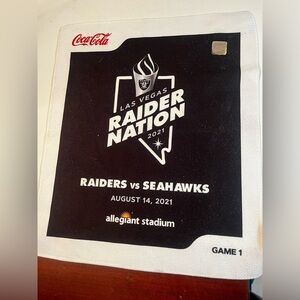 Coca-Cola
LAS VEGAS
RAIDER
NATION
2021
RAIDERS vs SEAHAWKS
AUGUST 14, 2021
allegiant stadium
GAME 1